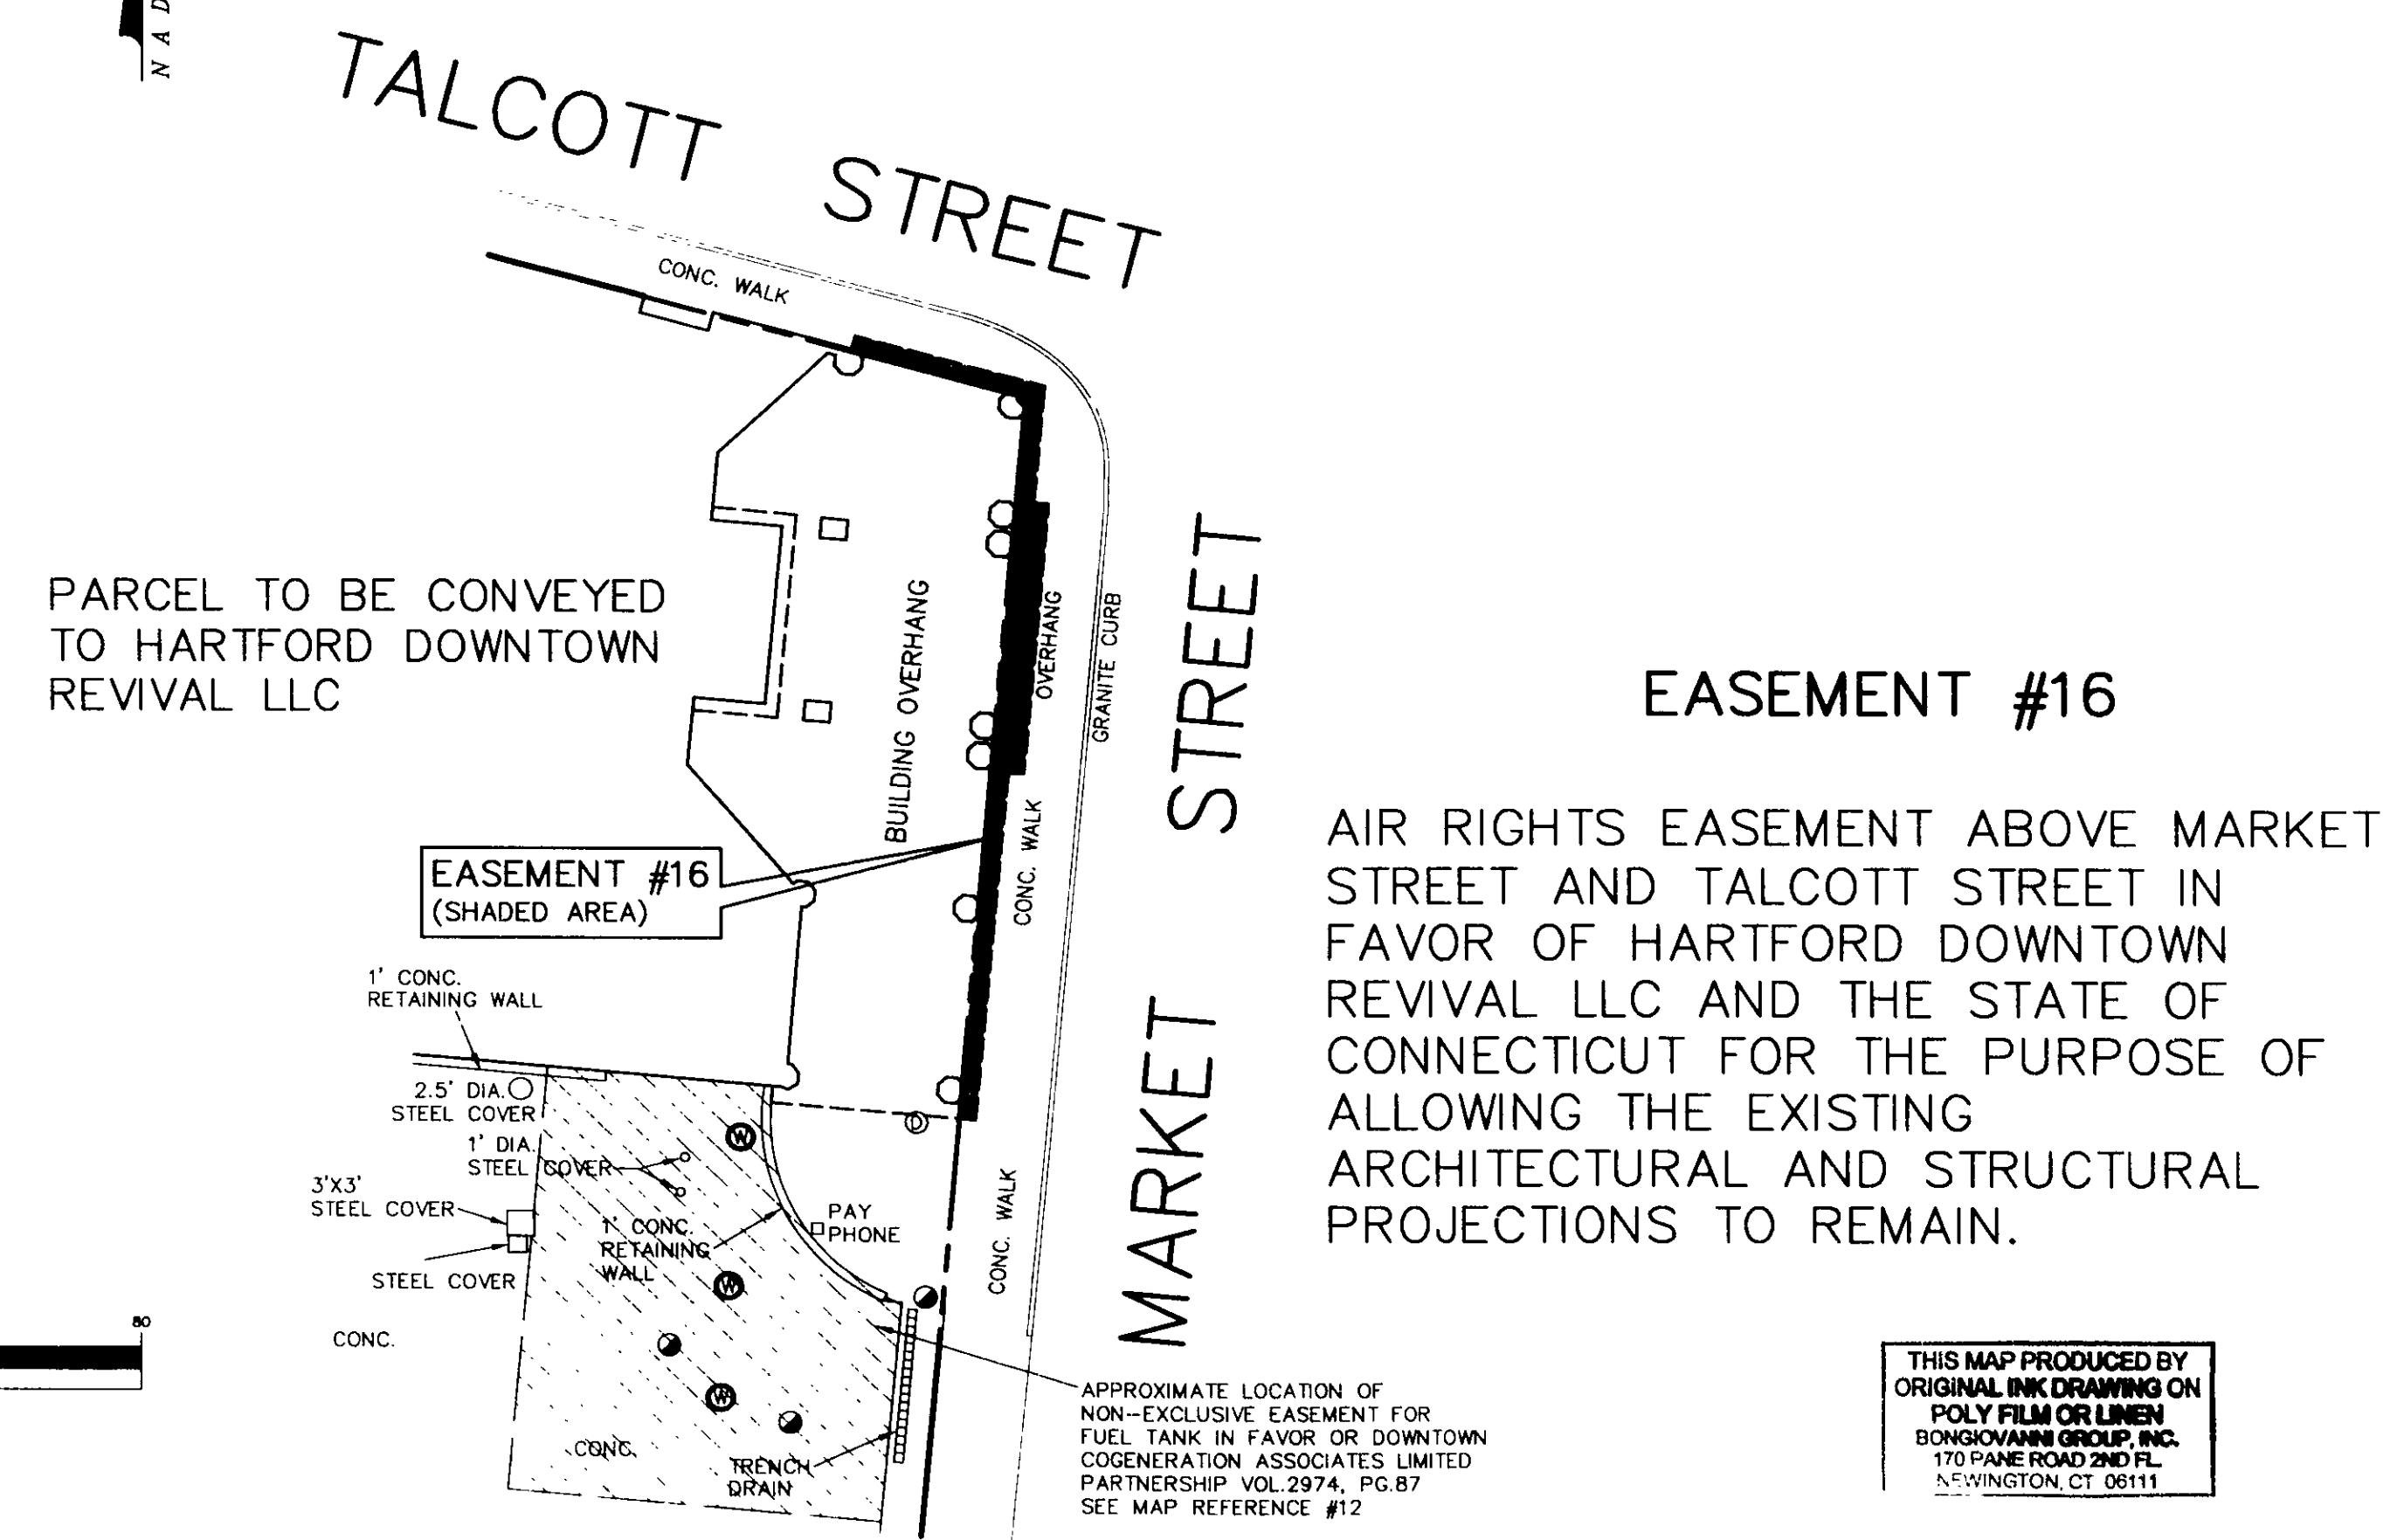 N A D
TALCOTT STREET
CONC. WALK
PARCEL TO BE CONVEYED
TO HARTFORD DOWNTOWN
REVIVAL LLC
BUILDING OVERHANG
OVERHANG
GRANITE CURB
CONC. WALK
MARKET STREET
EASEMENT #16
(SHADED AREA)
EASEMENT #16
AIR RIGHTS EASEMENT ABOVE MARKET
STREET AND TALCOTT STREET IN
FAVOR OF HARTFORD DOWNTOWN
REVIVAL LLC AND THE STATE OF
CONNECTICUT FOR THE PURPOSE OF
ALLOWING THE EXISTING
ARCHITECTURAL AND STRUCTURAL
PROJECTIONS TO REMAIN.
1' CONC.
RETAINING WALL
2.5' DIA.
STEEL COVER
1' DIA.
STEEL COVER
3'X3'
STEEL COVER
STEEL COVER
1' CONC.
RETAINING
WALL
PAY
PHONE
D
W
W
W
CONC. WALK
80
CONC.
CONC.
TRENCH
DRAIN
APPROXIMATE LOCATION OF
NON-EXCLUSIVE EASEMENT FOR
FUEL TANK IN FAVOR OR DOWNTOWN
COGENERATION ASSOCIATES LIMITED
PARTNERSHIP VOL.2974, PG.87
SEE MAP REFERENCE #12
THIS MAP PRODUCED BY
ORIGINAL INK DRAWING ON
POLY FILM OR LINEN
BONGIOVANNI GROUP, INC.
170 PANE ROAD 2ND FL.
NEWINGTON, CT 06111